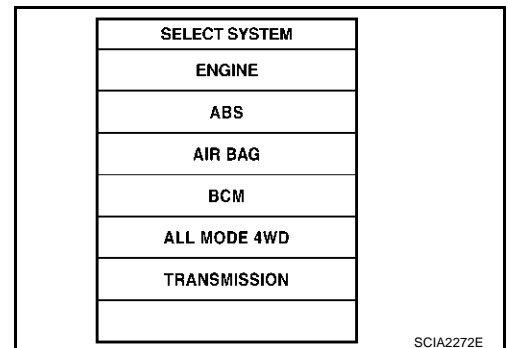 SELECT SYSTEM
ENGINE
ABS
AIR BAG
BCM
ALL MODE 4WD
TRANSMISSION
SCIA2272E